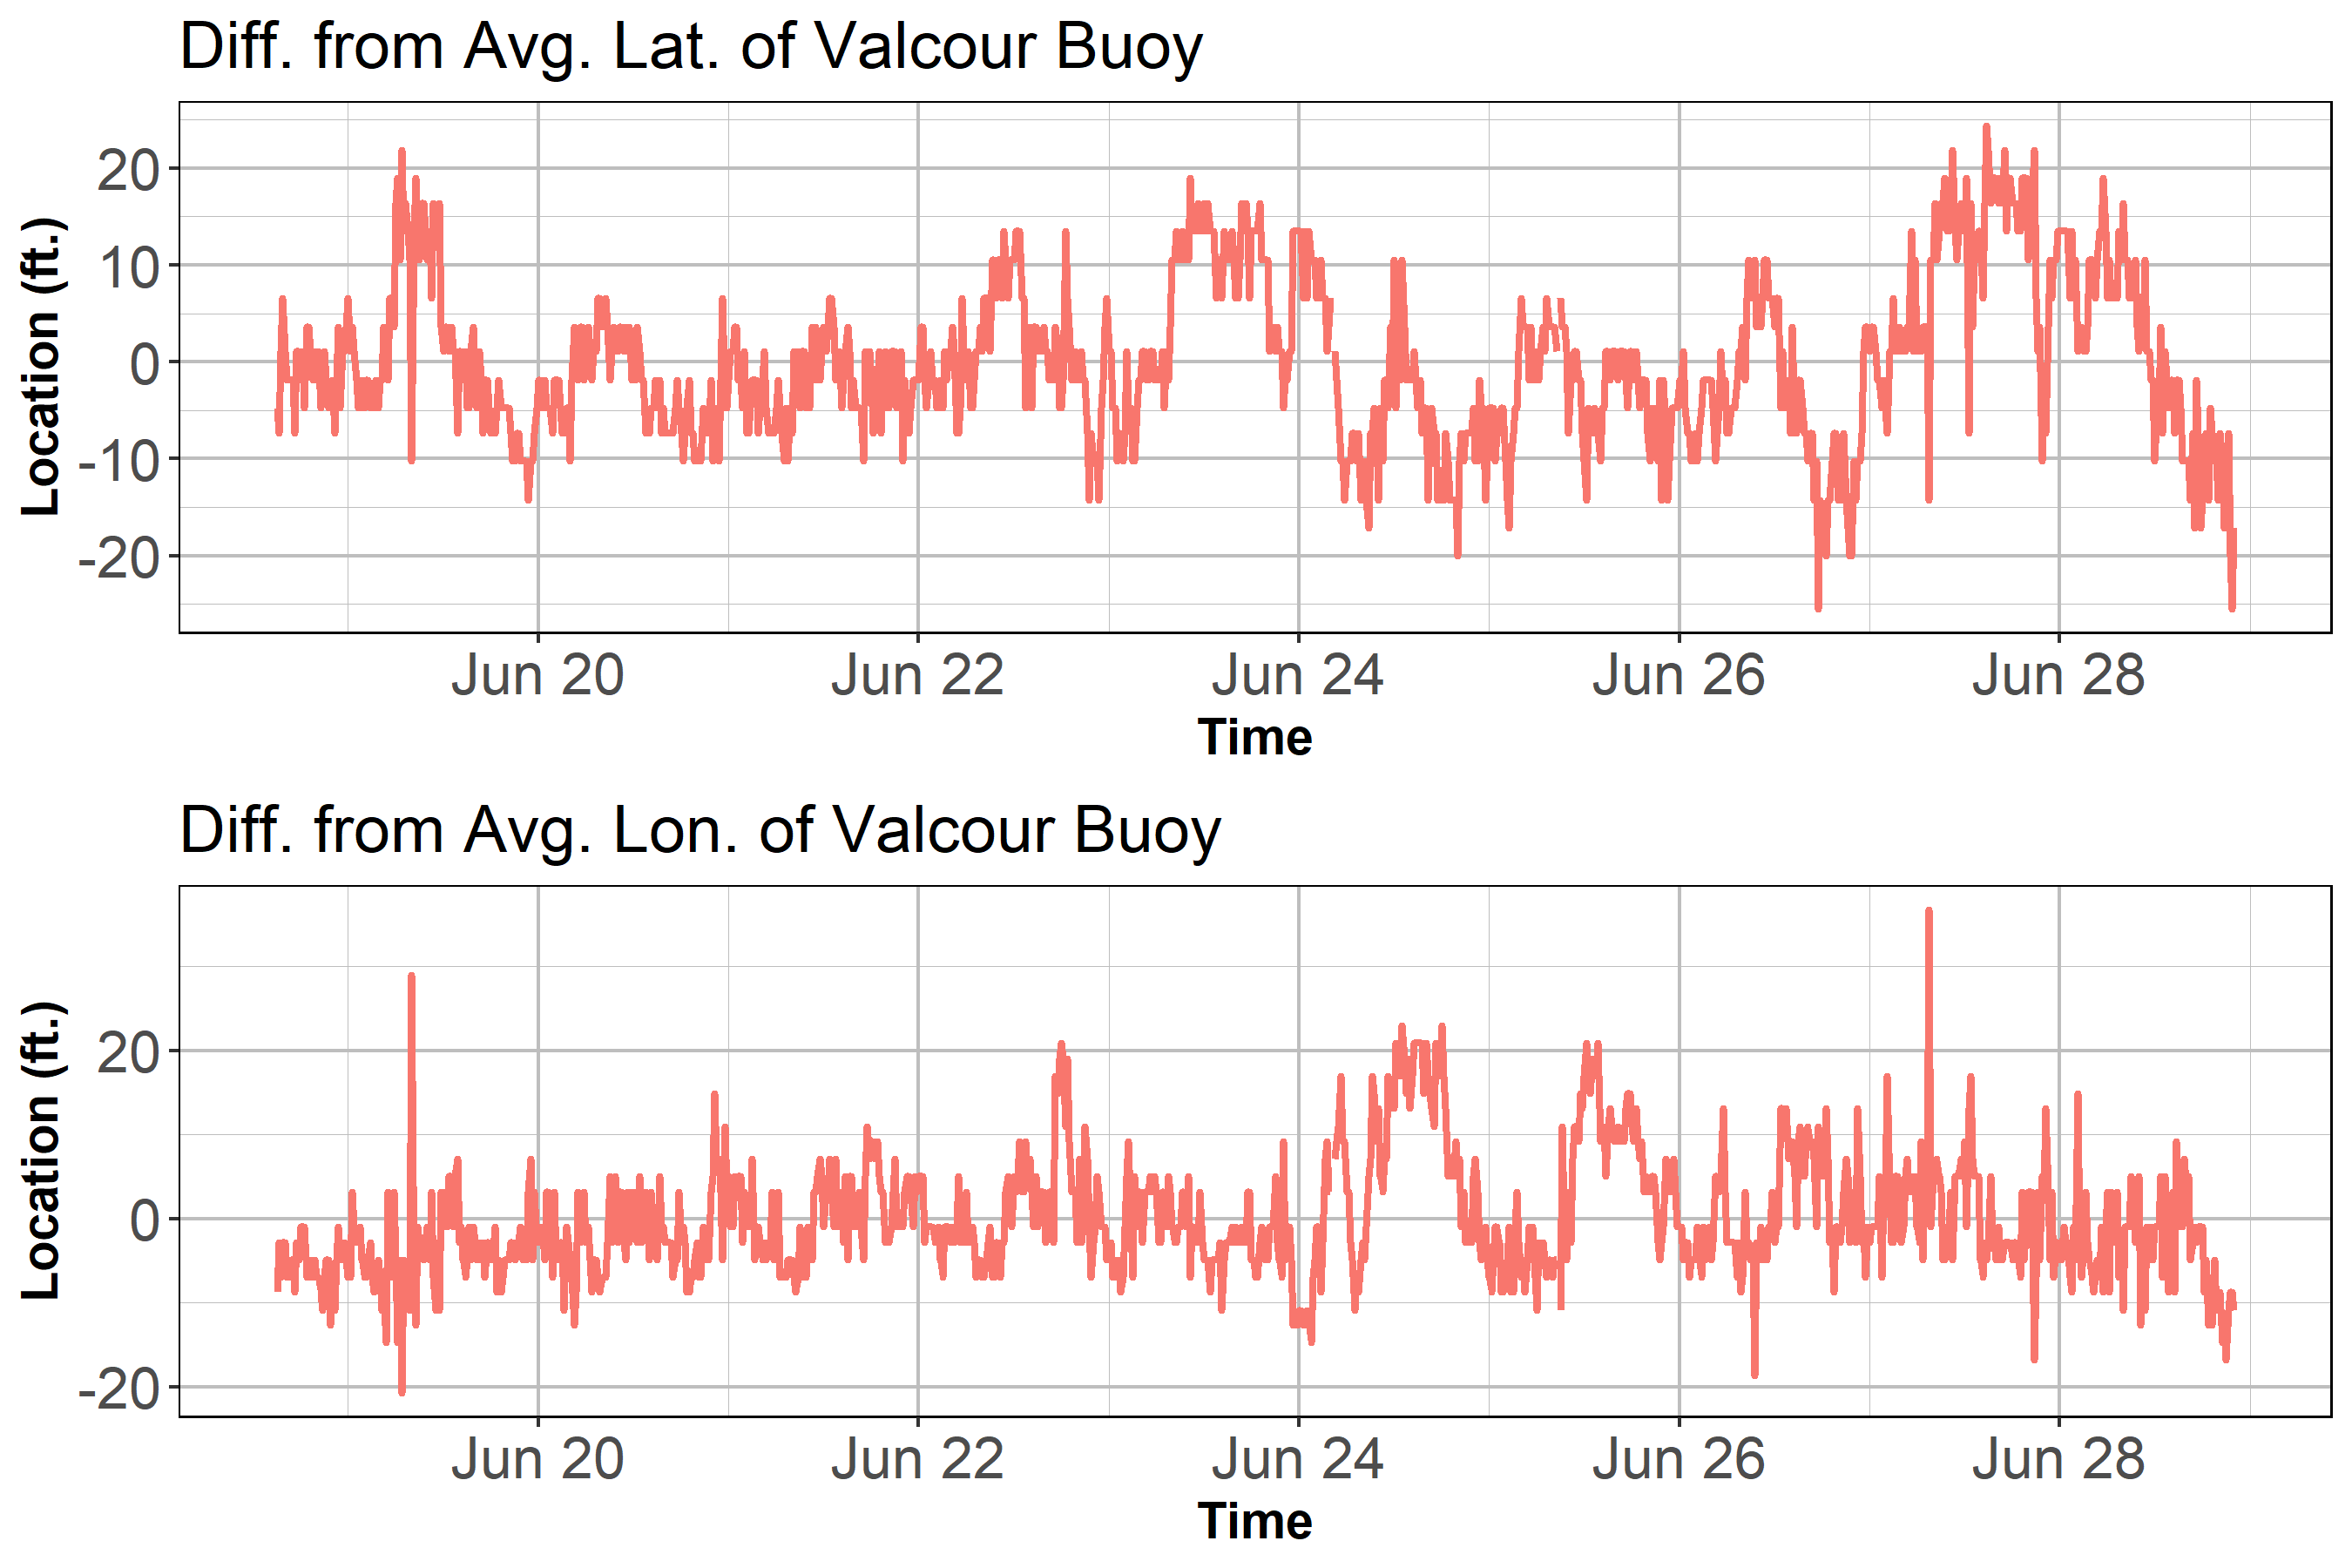 Diff. from Avg. Lat. of Valcour Buoy
Location (ft.)
20
10
0
-10
-20
Jun 20 Jun 22 Jun 24 Jun 26 Jun 28
Time
Diff. from Avg. Lon. of Valcour Buoy
Location (ft.)
20
0
-20
Jun 20 Jun 22 Jun 24 Jun 26 Jun 28
Time